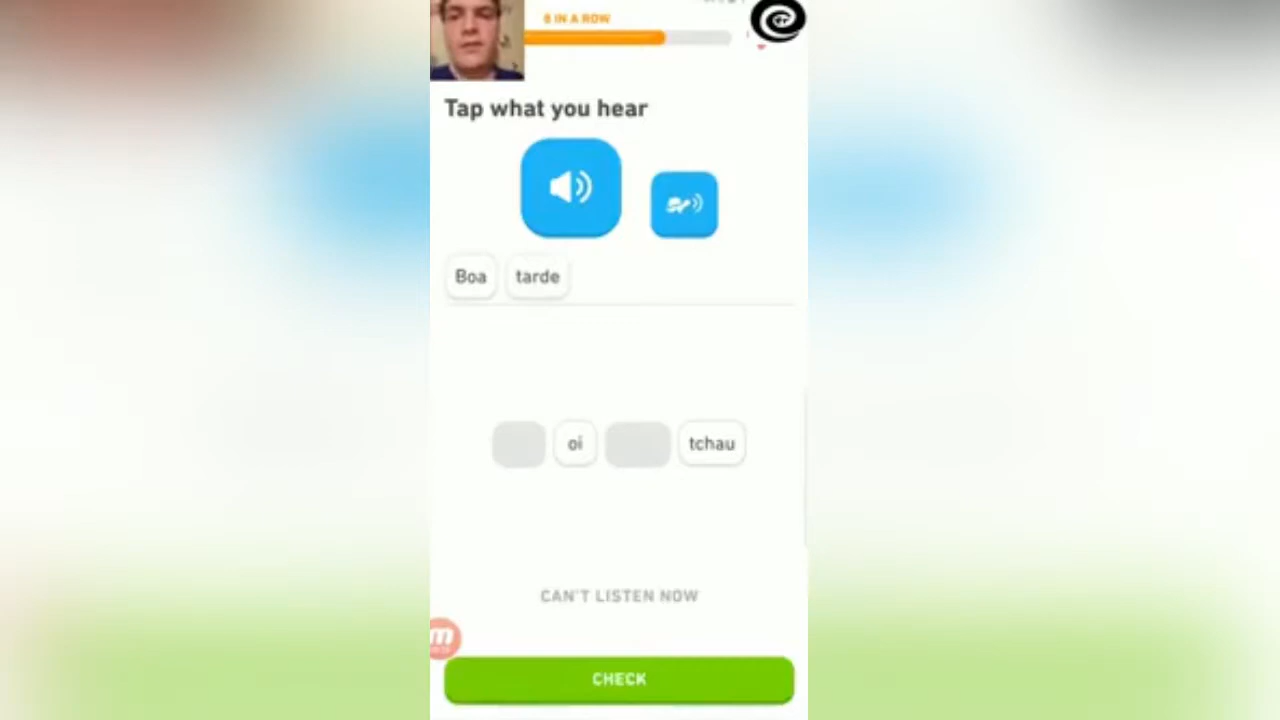 8 IN A ROW
Tap what you hear
Boa tarde
oi tchau
CAN'T LISTEN NOW
CHECK